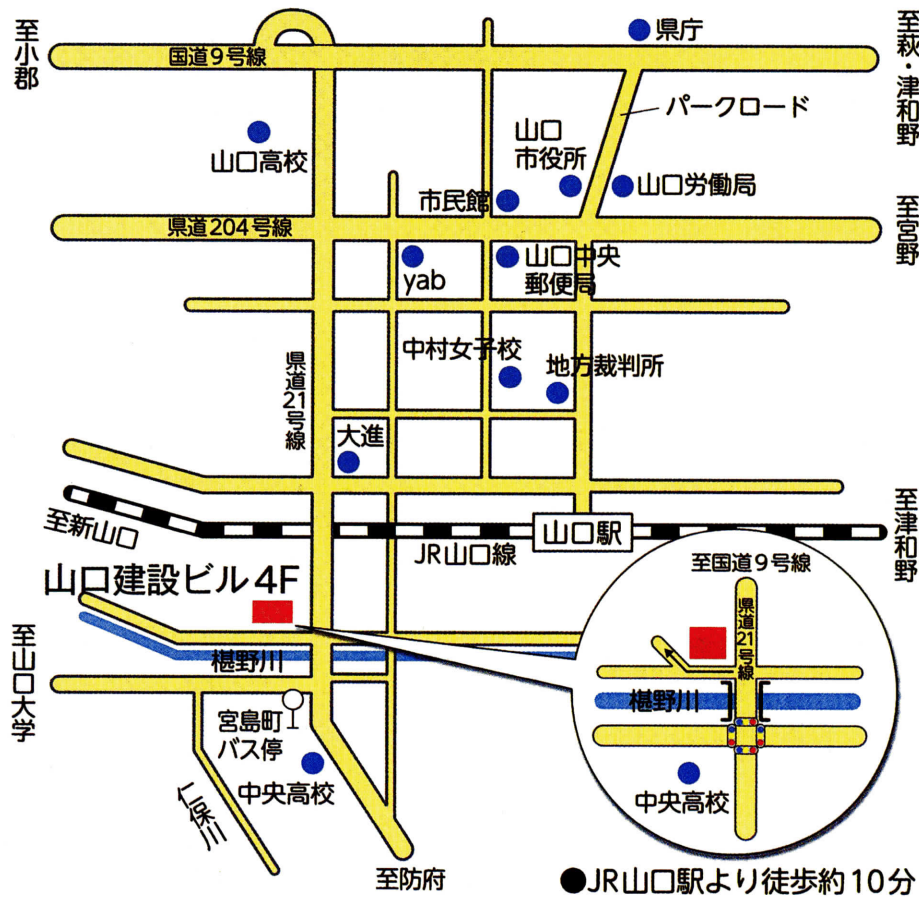 至小郡
国道9号線
県庁
至萩・津和野
パークロード
山口高校
山口
市役所
市民館
山口労働局
県道204号線
至宮野
yab
山口中央
郵便局
中村女子校
地方裁判所
県道21号線
大進
至新山口
JR山口線
山口駅
至津和野
山口建設ビル4F
至国道9号線
県道21号線
椹野川
至山口大学
椹野川
宮島町
バス停
中央高校
中央高校
仁保川
至防府
●JR山口駅より徒歩約10分